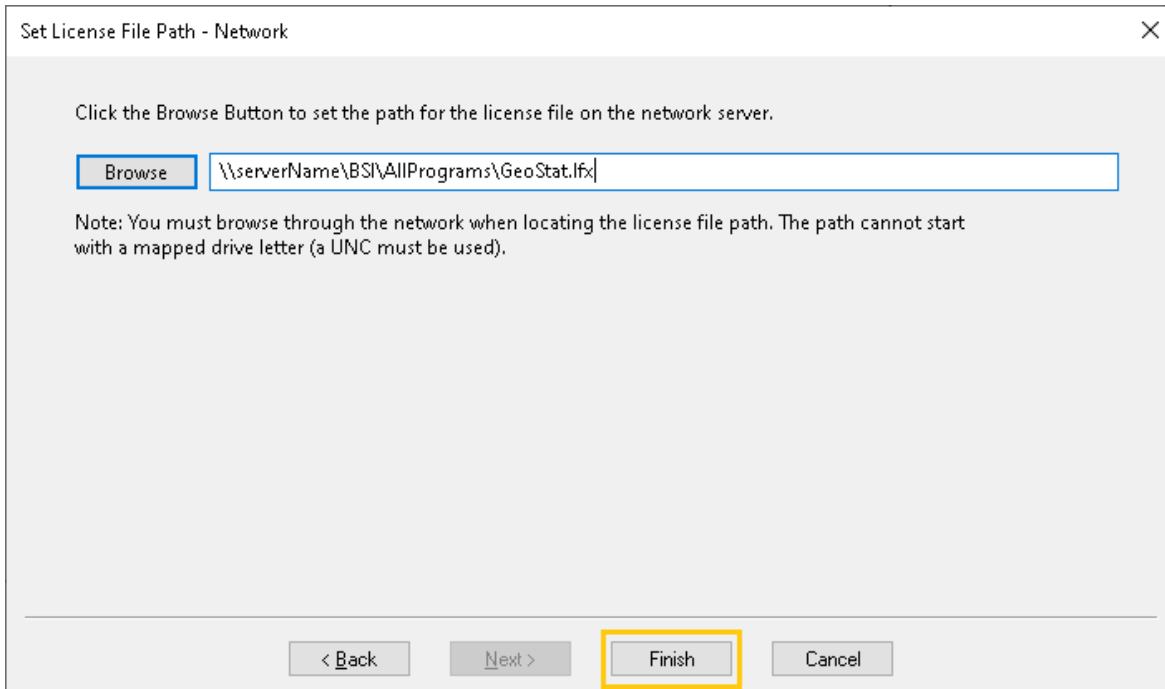 Set License File Path - Network
Click the Browse Button to set the path for the license file on the network server.
Browse
\\serverName\BSI\AllPrograms\GeoStat.lfx
Note: You must browse through the network when locating the license file path. The path cannot start
with a mapped drive letter (a UNC must be used).
< Back
Next >
Finish
Cancel